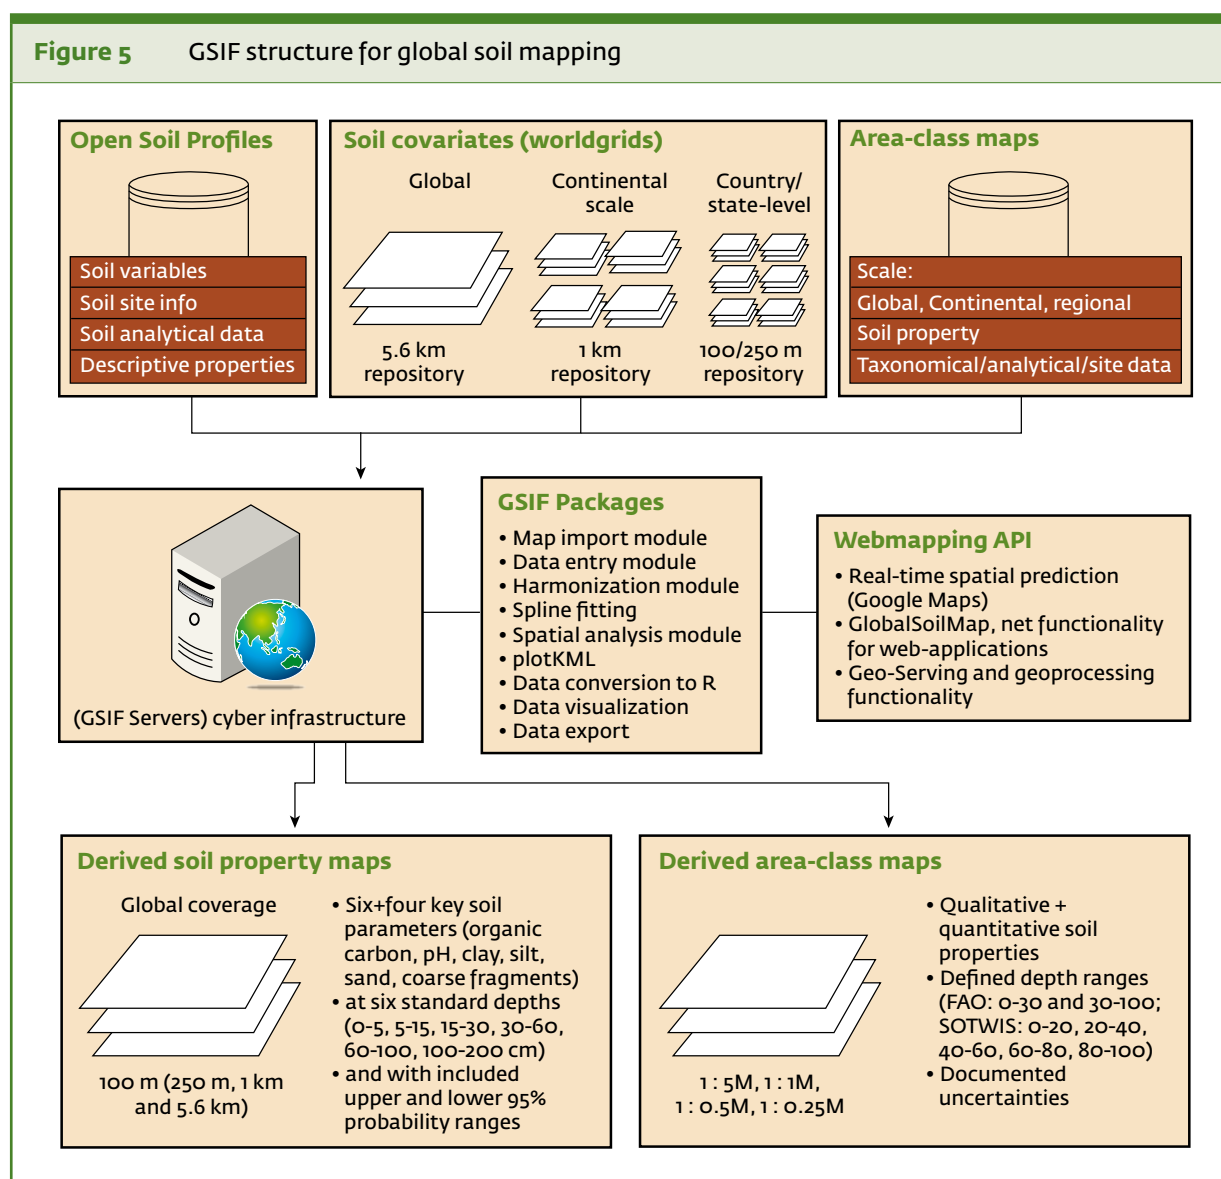 Figure 5 GSIF structure for global soil mapping
Open Soil Profiles
Soil variables
Soil site info
Soil analytical data
Descriptive properties
Soil covariates (worldgrids)
Global
5.6 km
repository
Continental
scale
1 km
repository
Country/
state-level
100/250 m
repository
Area-class maps
Scale:
Global, Continental, regional
Soil property
Taxonomical/analytical/site data
(GSIF Servers) cyber infrastructure
GSIF Packages
• Map import module
• Data entry module
• Harmonization module
• Spline fitting
• Spatial analysis module
• plotKML
• Data conversion to R
• Data visualization
• Data export
Webmapping API
• Real-time spatial prediction
(Google Maps)
• GlobalSoilMap, net functionality
for web-applications
• Geo-Serving and geoprocessing
functionality
Derived soil property maps
Global coverage
100 m (250 m, 1 km
and 5.6 km)
• Six+four key soil
parameters (organic
carbon, pH, clay, silt,
sand, coarse fragments)
• at six standard depths
(0-5, 5-15, 15-30, 30-60,
60-100, 100-200 cm)
• and with included
upper and lower 95%
probability ranges
Derived area-class maps
1 : 5M, 1 : 1M,
1 : 0.5M, 1 : 0.25M
• Qualitative +
quantitative soil
properties
• Defined depth ranges
(FAO: 0-30 and 30-100;
SOTWIS: 0-20, 20-40,
40-60, 60-80, 80-100)
• Documented
uncertainties